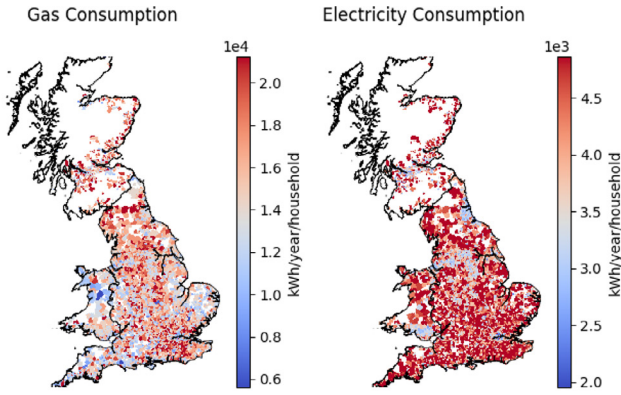 Gas Consumption
1e4
2.0
1.8
1.6
1.4
1.2
1.0
0.8
0.6
kWh/year/household
Electricity Consumption
1e3
4.5
4.0
3.5
3.0
2.5
2.0
kWh/year/household